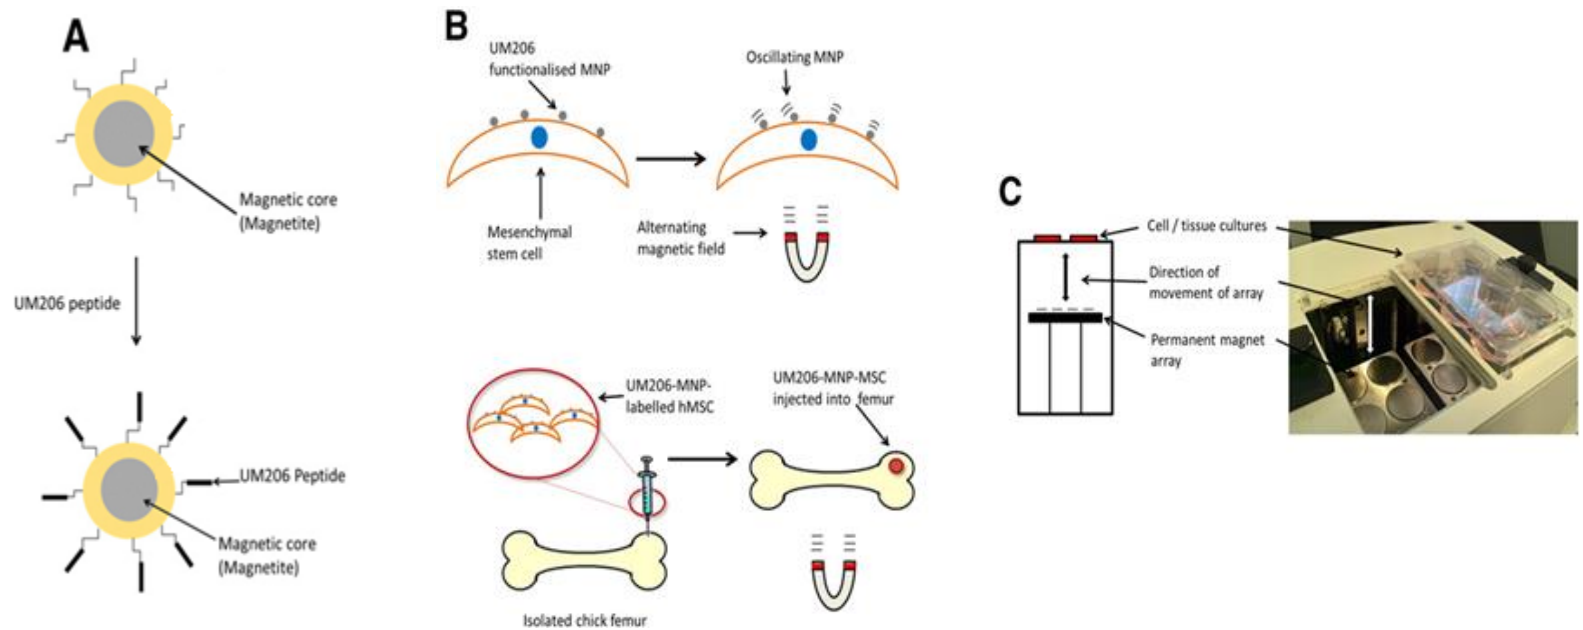 A
Magnetic core
(Magnetite)
UM206 peptide
UM206 Peptide
Magnetic core
(Magnetite)
B
UM206
functionalised MNP
Oscillating MNP
Mesenchymal
stem cell
Alternating
magnetic field
UM206-MNP-
labelled hMSC
UM206-MNP-MSC
injected into femur
Isolated chick femur
C
Cell / tissue cultures
Direction of
movement of array
Permanent magnet
array